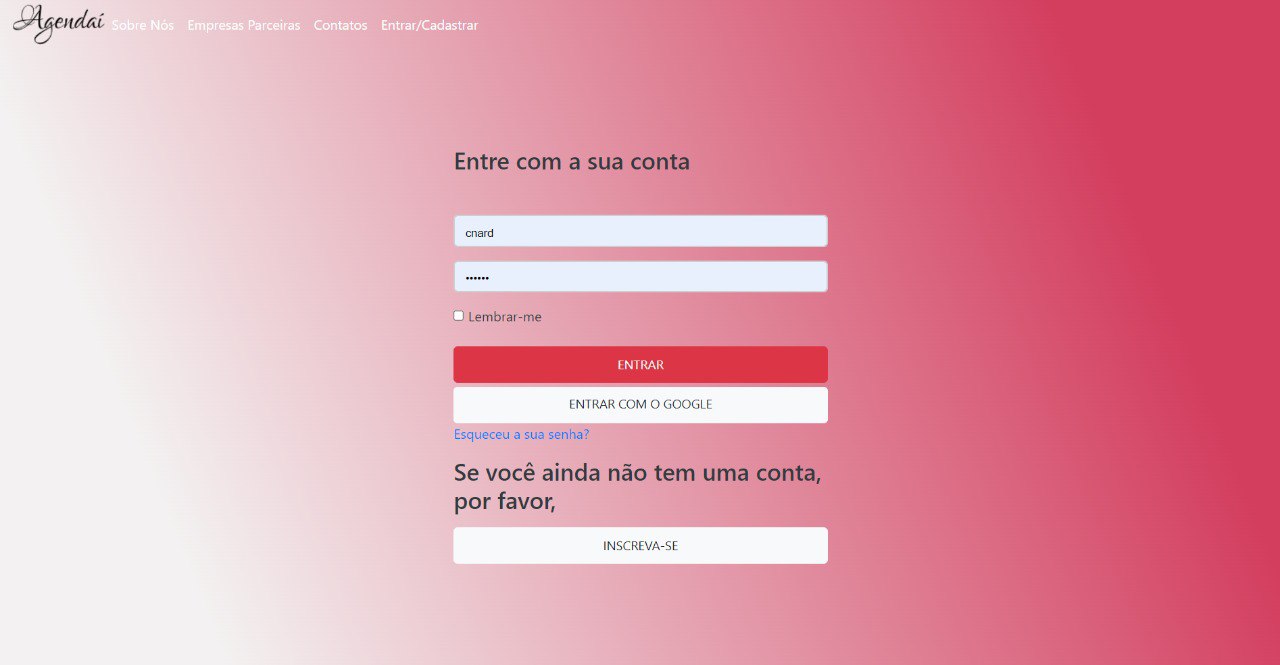 Agendaí Sobre Nós Empresas Parceiras Contatos Entrar/Cadastrar
Entre com a sua conta
cnard
••••••
Lembrar-me
ENTRAR
ENTRAR COM O GOOGLE
Esqueceu a sua senha?
Se você ainda não tem uma conta,
por favor,
INSCREVA-SE